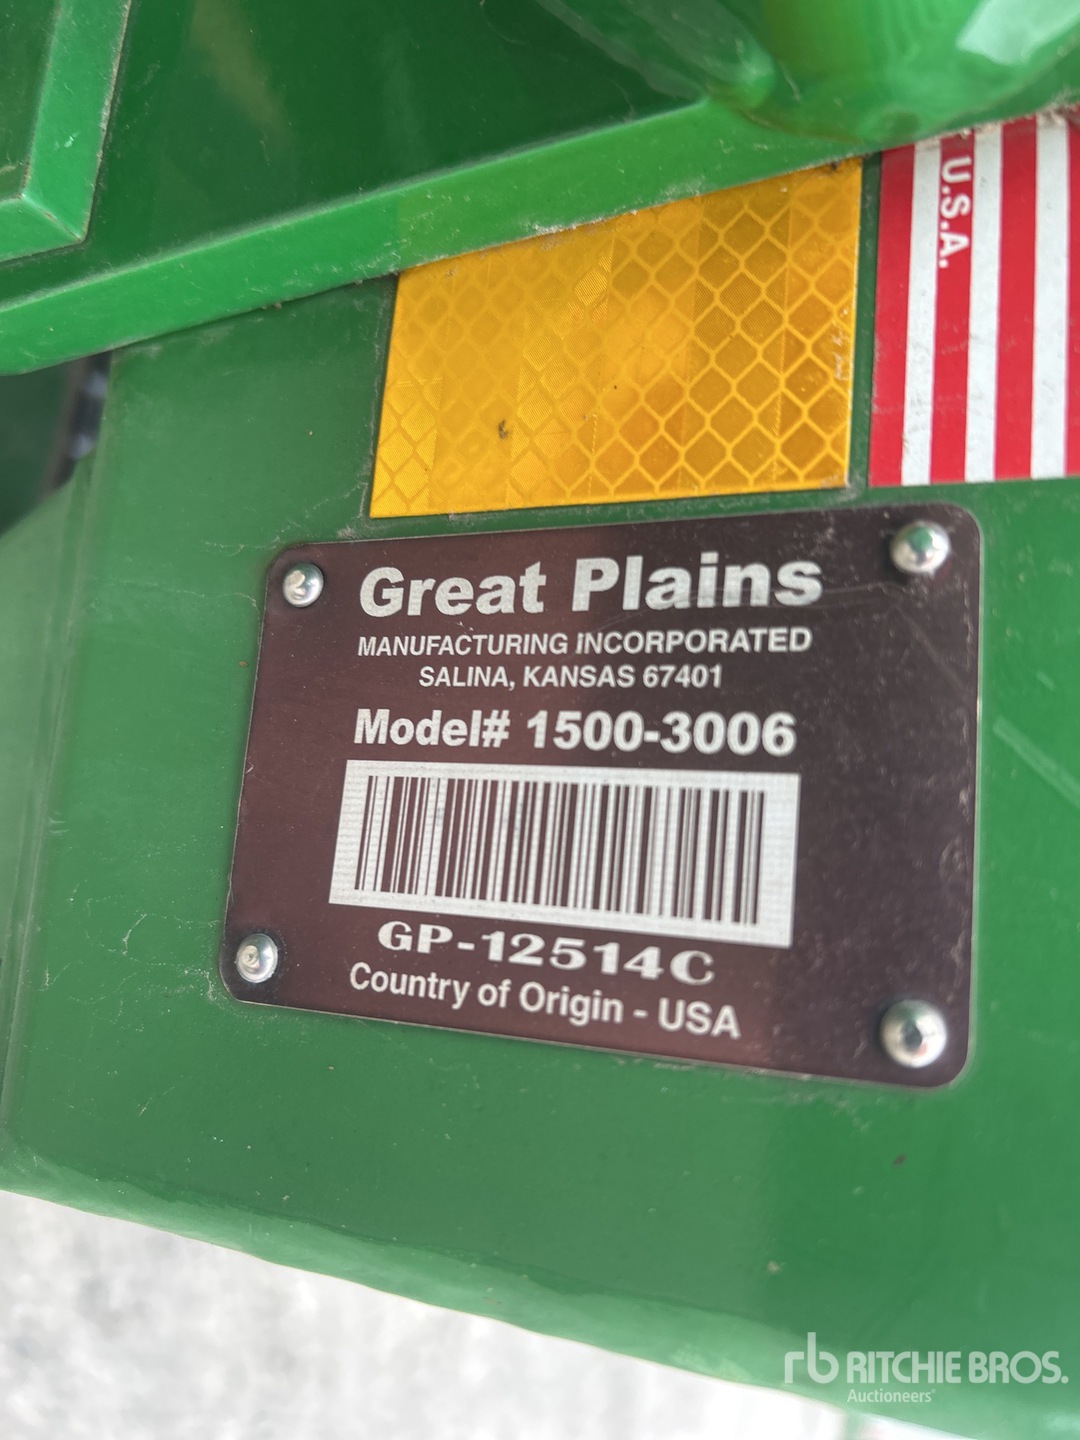 U.S.A.
Great Plains
MANUFACTURING INCORPORATED
SALINA, KANSAS 67401
Model# 1500-3006
GP-12514C
Country of Origin - USA
rb RITCHIE BROS.
Auctioneers